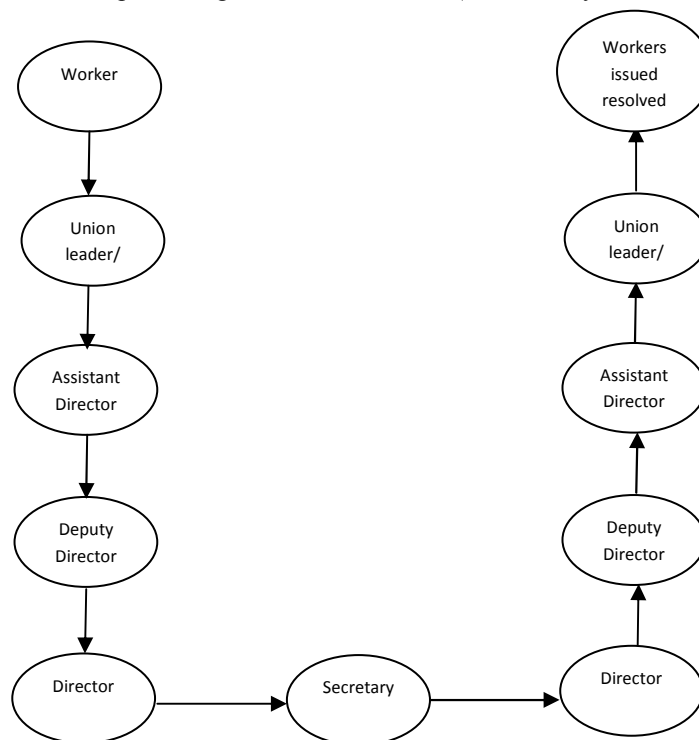 Worker
Union
leader/
Assistant
Director
Deputy
Director
Director
Secretary
Director
Deputy
Director
Assistant
Director
Union
leader/
Workers
issued
resolved